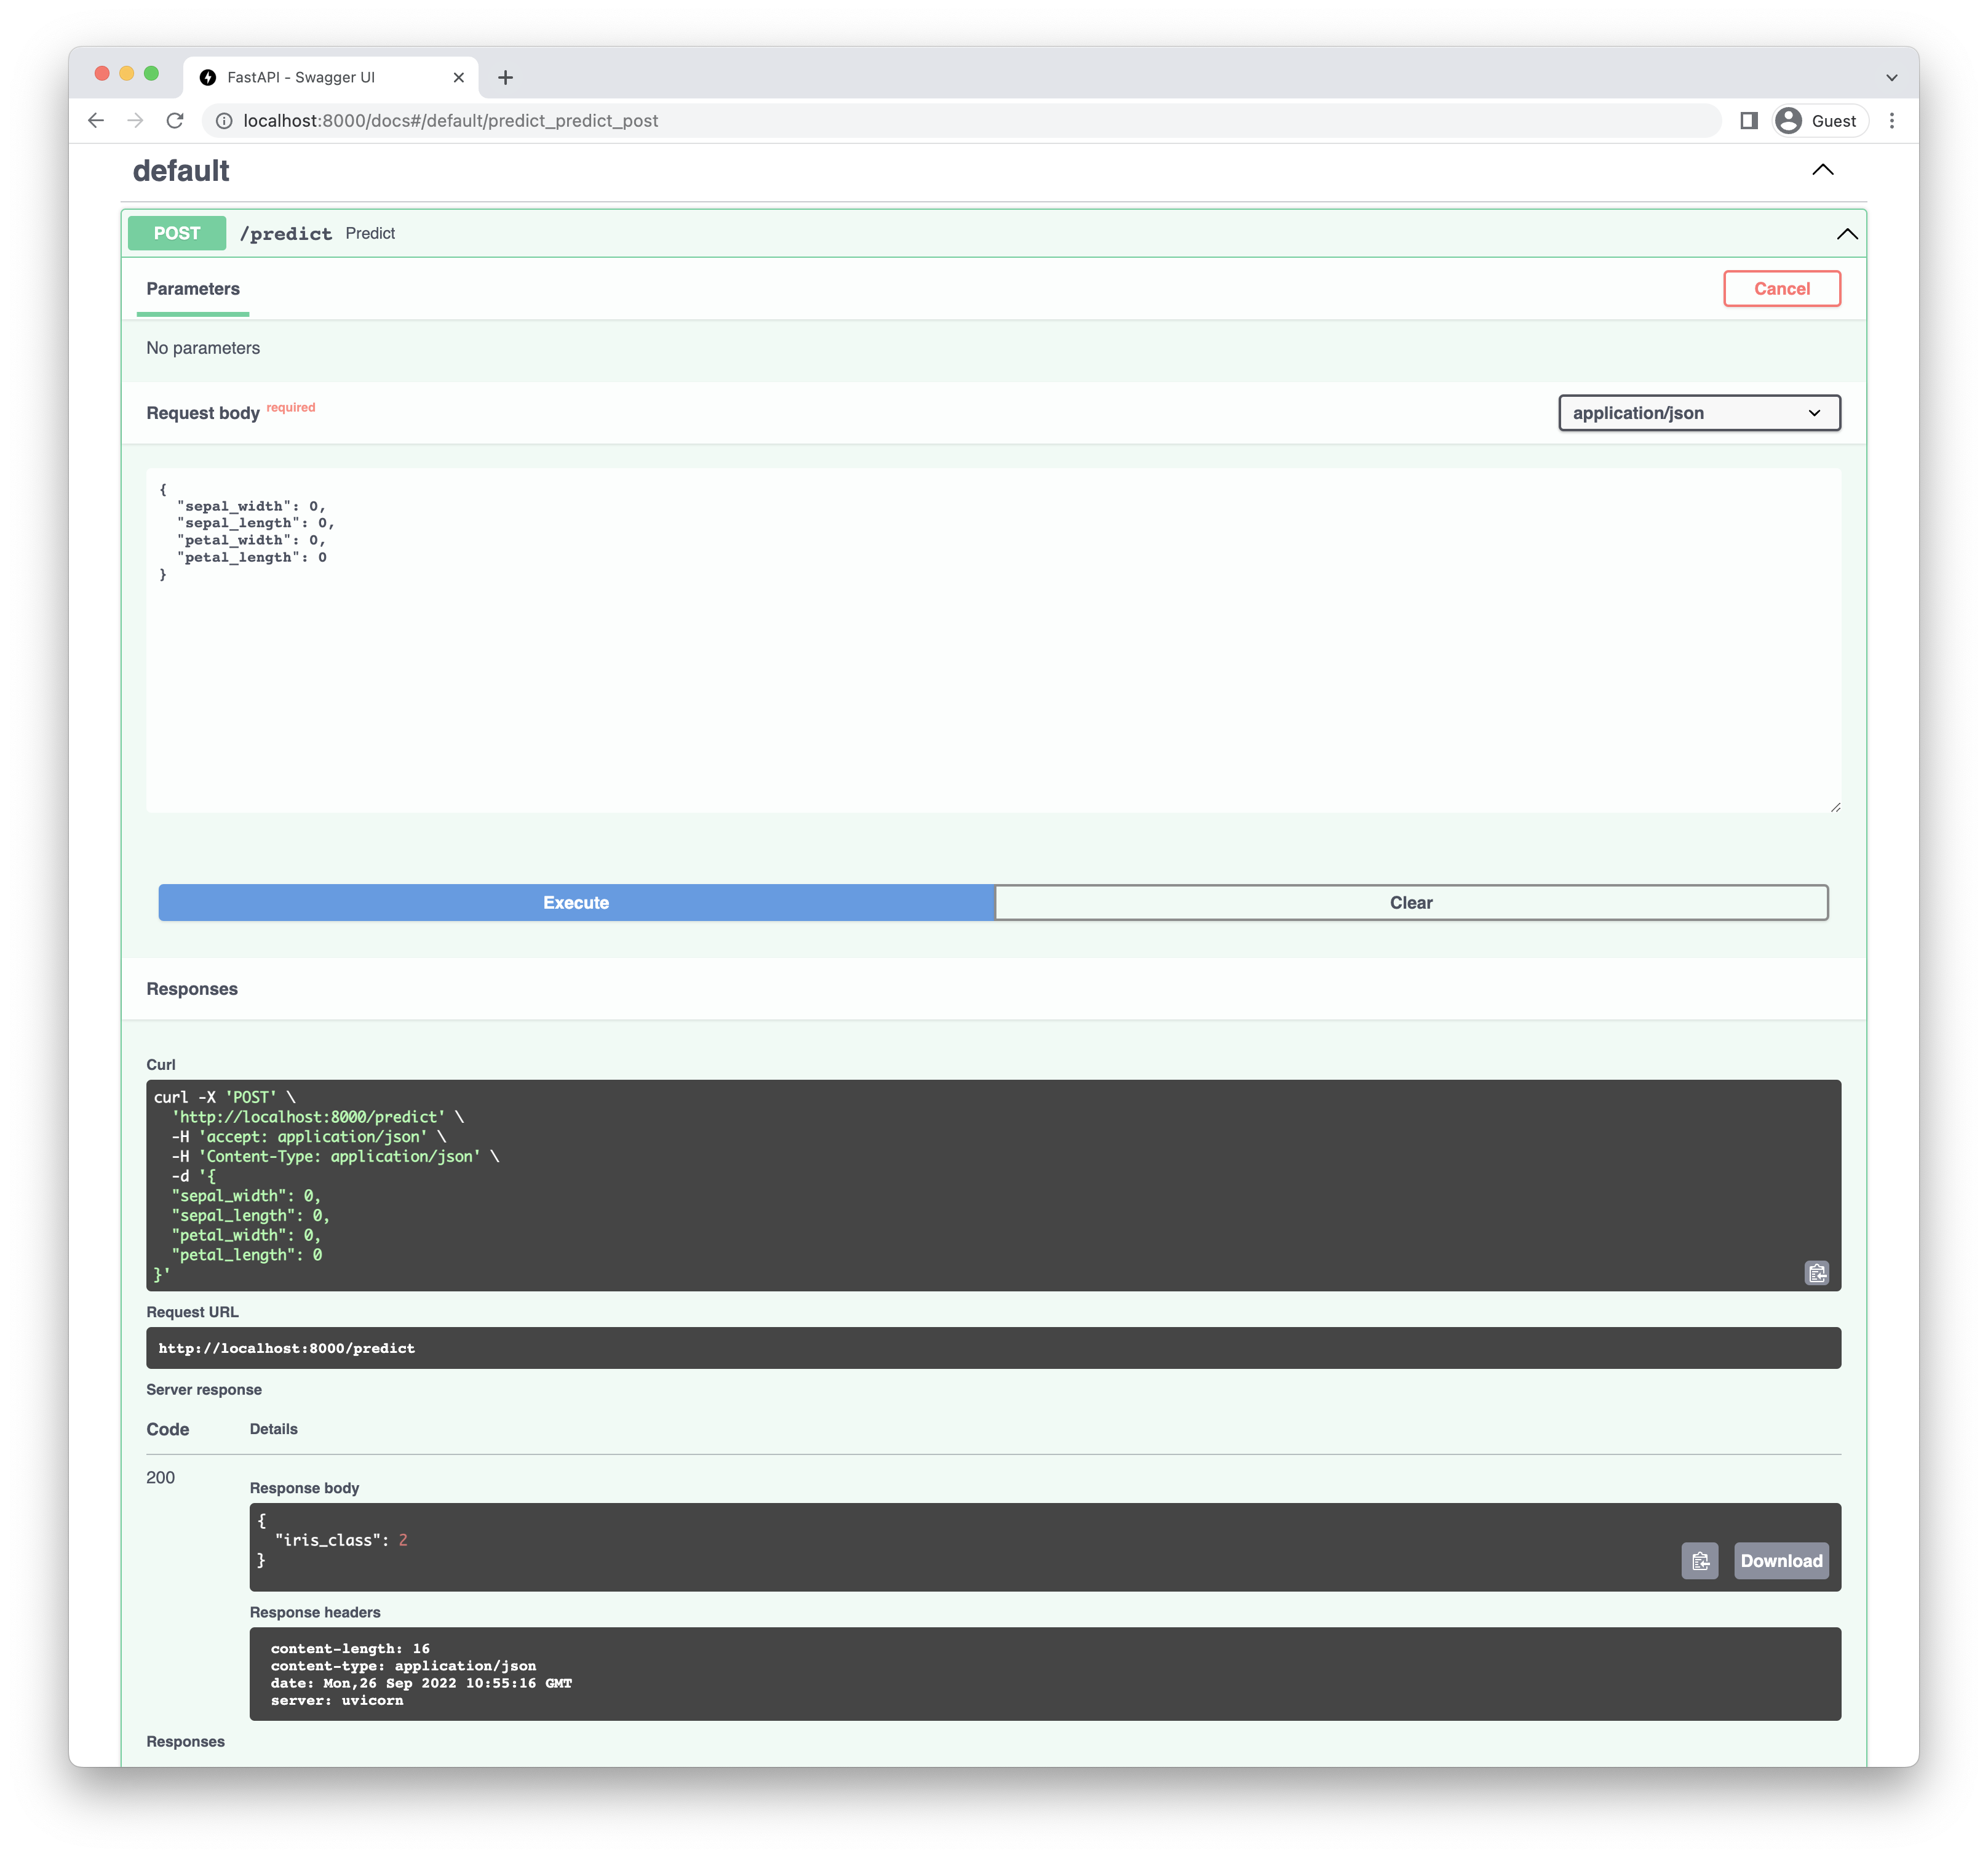 FastAPI - Swagger UI
localhost:8000/docs#/default/predict_predict_post
Guest
default
POST /predict Predict
Parameters
Cancel
No parameters
Request body required
application/json
{
  "sepal_width": 0,
  "sepal_length": 0,
  "petal_width": 0,
  "petal_length": 0
}
Execute
Clear
Responses
Curl
curl -X 'POST' \
  'http://localhost:8000/predict' \
  -H 'accept: application/json' \
  -H 'Content-Type: application/json' \
  -d '{
  "sepal_width": 0,
  "sepal_length": 0,
  "petal_width": 0,
  "petal_length": 0
}'
Request URL
http://localhost:8000/predict
Server response
Code Details
200
Response body
{
  "iris_class": 2
}
Download
Response headers
content-length: 16
content-type: application/json
date: Mon,26 Sep 2022 10:55:16 GMT
server: uvicorn
Responses